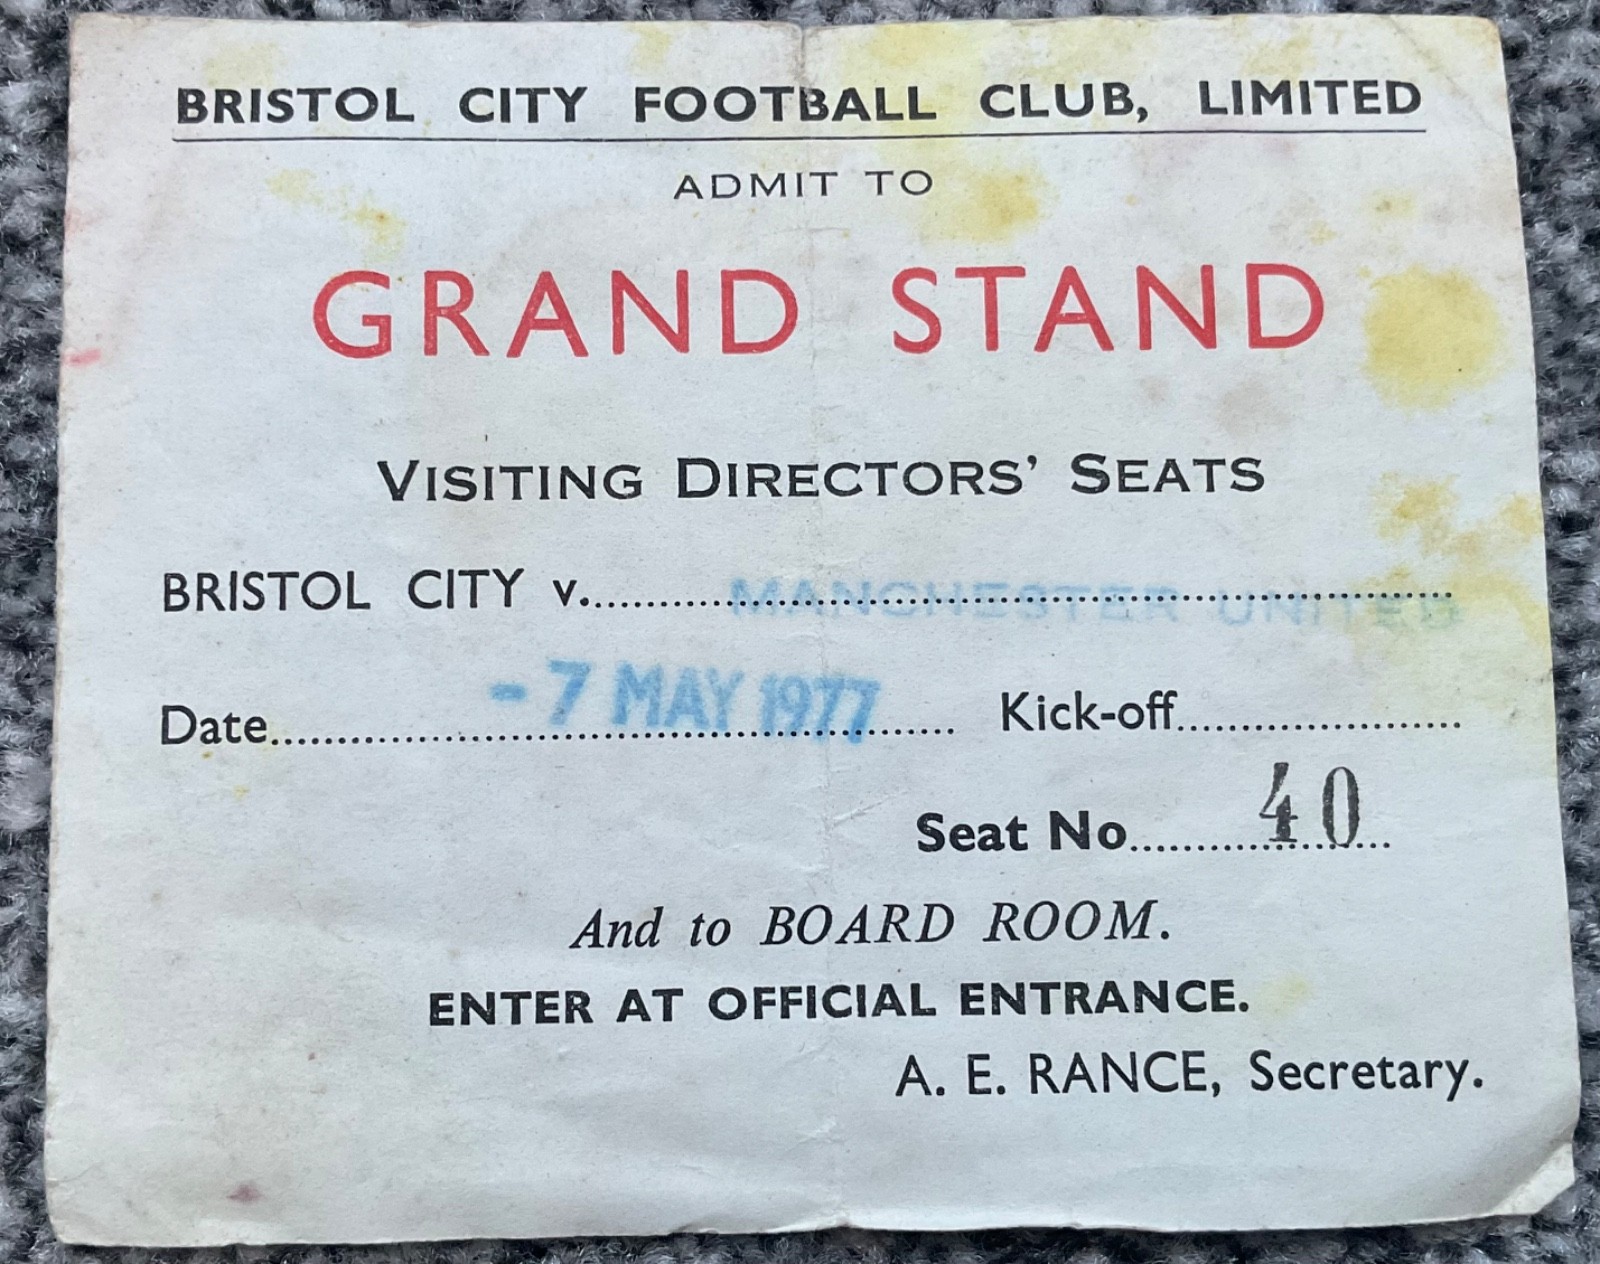 BRISTOL CITY FOOTBALL CLUB, LIMITED
ADMIT TO
GRAND STAND
VISITING DIRECTORS' SEATS
BRISTOL CITY v. MANCHESTER UNITED
Date - 7 MAY 1977 Kick-off
Seat No 40
And to BOARD ROOM.
ENTER AT OFFICIAL ENTRANCE.
A. E. RANCE, Secretary.